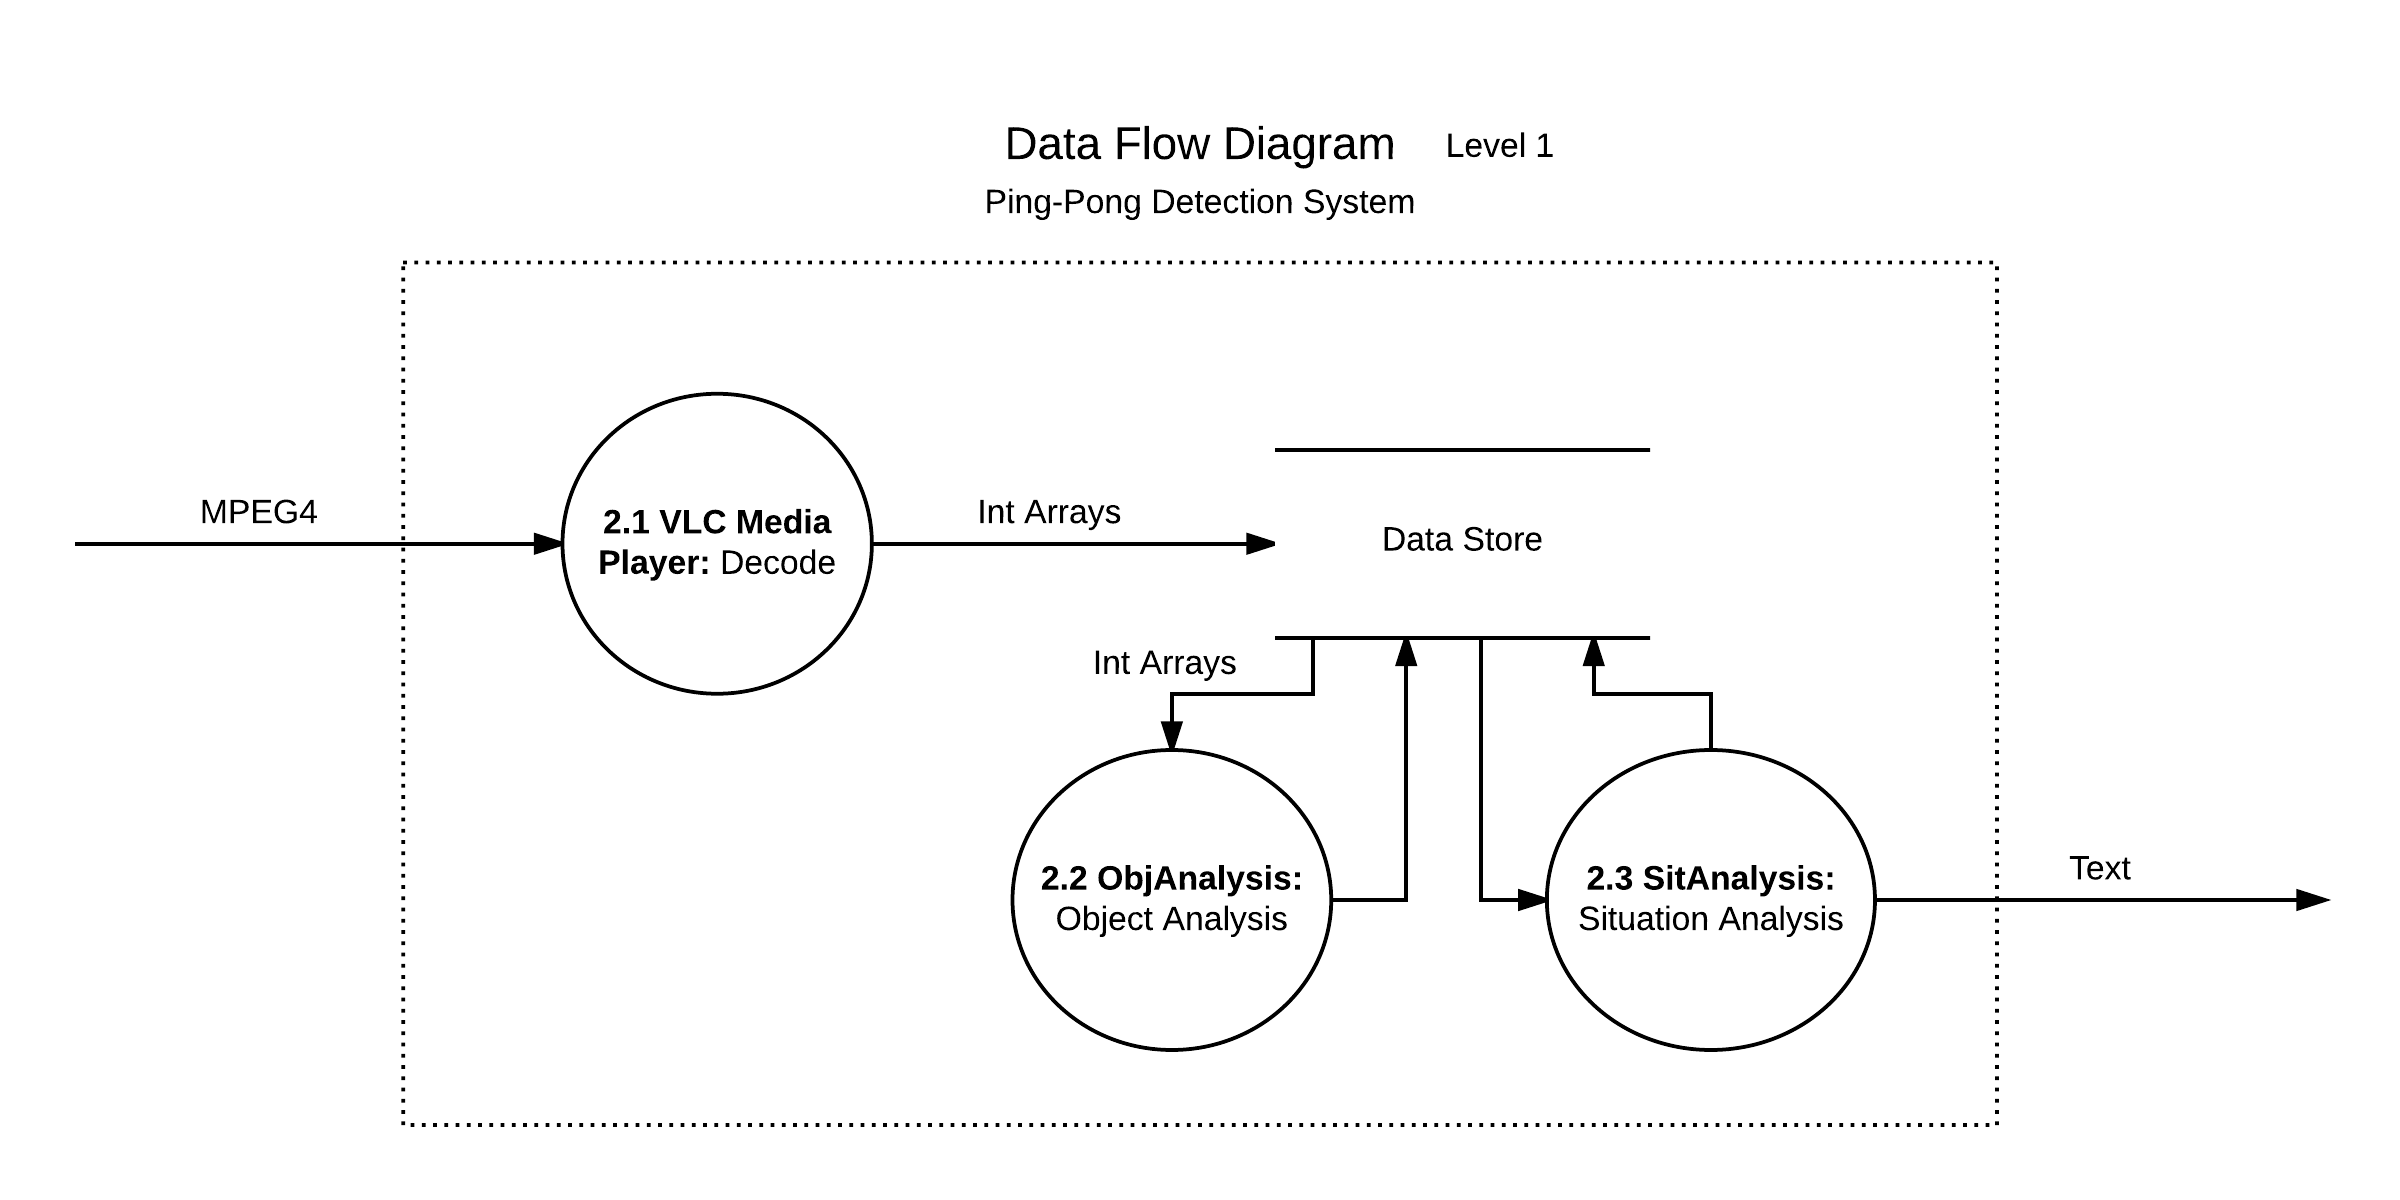 Data Flow Diagram
Level 1
Ping-Pong Detection System
MPEG4
2.1 VLC Media
Player: Decode
Int Arrays
Data Store
Int Arrays
2.2 ObjAnalysis:
Object Analysis
2.3 SitAnalysis:
Situation Analysis
Text